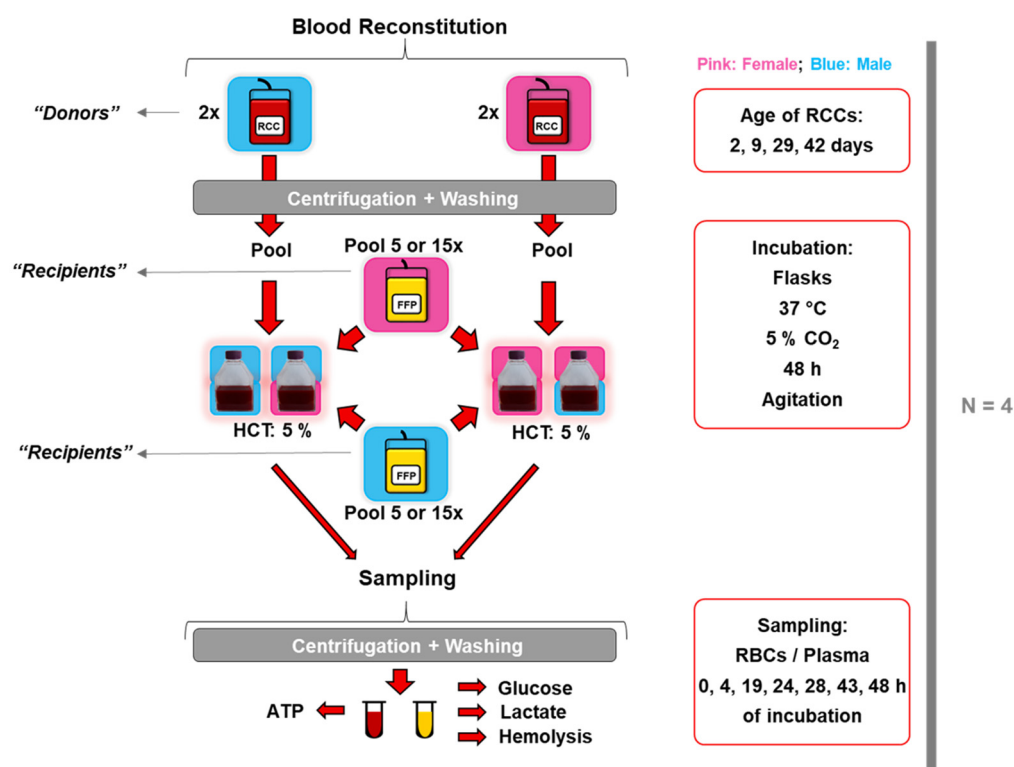 Blood Reconstitution
Pink: Female; Blue: Male
“Donors”
2x
RCC
2x
RCC
Age of RCCs:
2, 9, 29, 42 days
Centrifugation + Washing
Pool
Pool 5 or 15x
Pool
“Recipients”
FFP
Incubation:
Flasks
37 °C
5 % CO₂
48 h
Agitation
N = 4
HCT: 5 %
HCT: 5 %
“Recipients”
FFP
Pool 5 or 15x
Sampling
Centrifugation + Washing
Sampling:
RBCs / Plasma
0, 4, 19, 24, 28, 43, 48 h
of incubation
ATP
Glucose
Lactate
Hemolysis